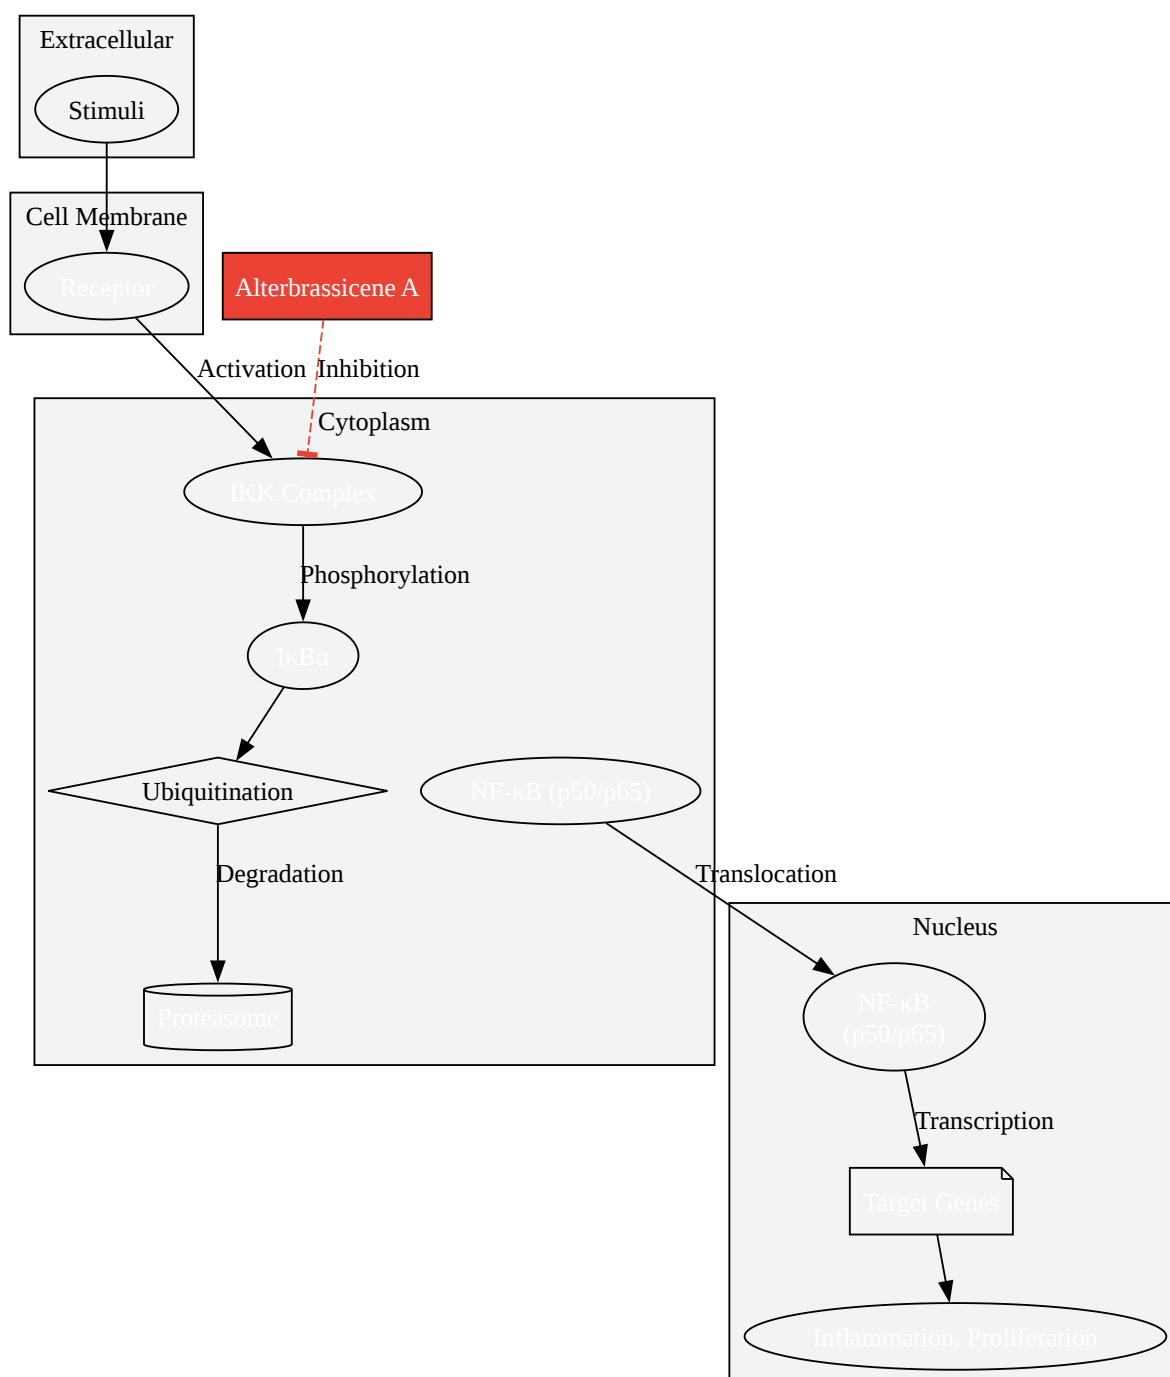 Extracellular
Stimuli
Cell Membrane
Receptor
Alterbrassicene A
Activation
Inhibition
Cytoplasm
IKK Complex
Phosphorylation
IκBα
Ubiquitination
NF-κB (p50/p65)
Degradation
Translocation
Proteasome
Nucleus
NF-κB
(p50/p65)
Transcription
Target Genes
Inflammation, Proliferation